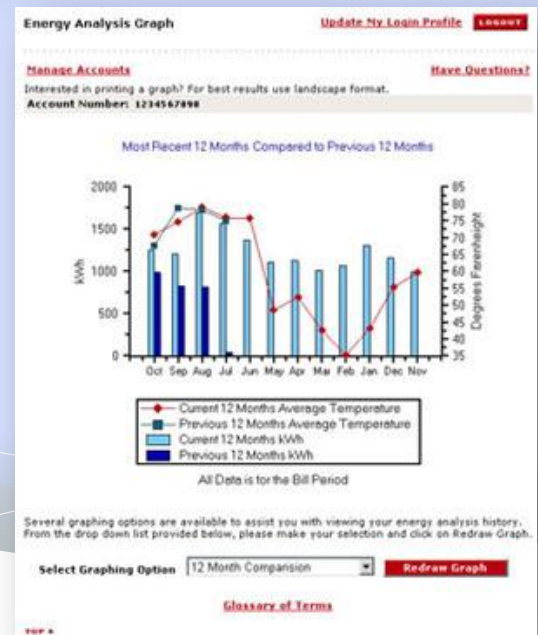 Energy Analysis Graph
Update My Login Profile
LOGOUT
Manage Accounts
Have Questions?
Interested in printing a graph? For best results use landscape format.
Account Number: 1234567890
Most Recent 12 Months Compared to Previous 12 Months
2000
1500
1000
500
0
kWh
85
80
75
70
65
60
55
50
45
40
35
Degrees Farenheight
Oct Sep Aug Jul Jun May Apr Mar Feb Jan Dec Nov
Current 12 Months Average Temperature
Previous 12 Months Average Temperature
Current 12 Months kWh
Previous 12 Months kWh
All Data is for the Bill Period
Several graphing options are available to assist you with viewing your energy analysis history.
From the drop down list provided below, please make your selection and click on Redraw Graph.
Select Graphing Option 12 Month Comparision Redraw Graph
Glossary of Terms
TOP